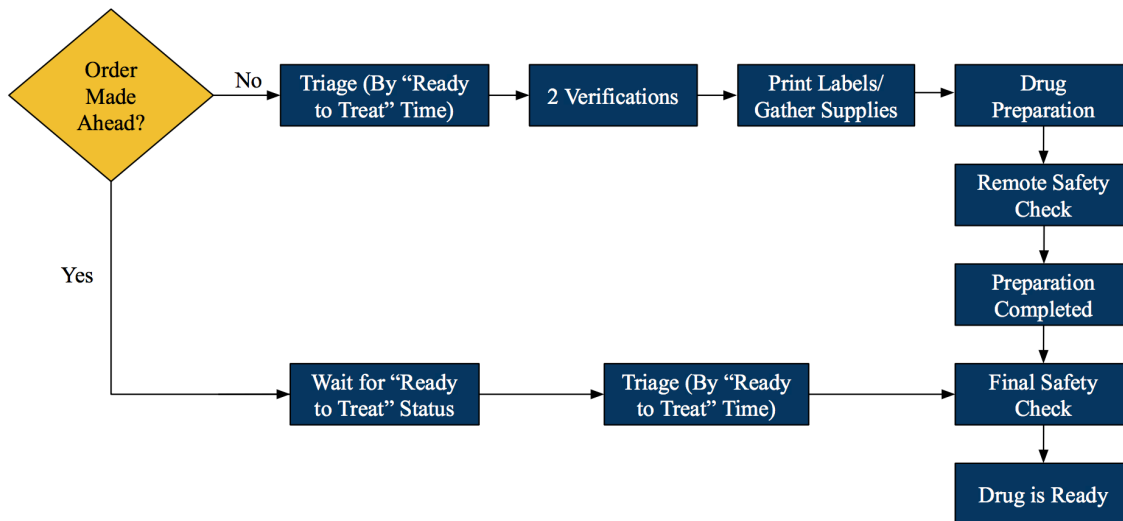 Order
Made
Ahead?
No
Triage (By “Ready
to Treat” Time)
2 Verifications
Print Labels/
Gather Supplies
Drug
Preparation
Remote Safety
Check
Preparation
Completed
Yes
Wait for “Ready
to Treat” Status
Triage (By “Ready
to Treat” Time)
Final Safety
Check
Drug is Ready